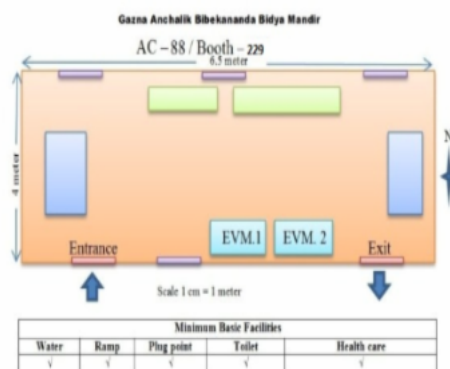 Gazna Anchalik Bibekananda Bidya Mandir
AC – 88 / Booth – 229
6.5 meter
4 meter
N
EVM.1 EVM. 2
Entrance Exit
Scale 1 cm = 1 meter
Minimum Basic Facilities
Water Ramp Plug point Toilet Health care
√ √ √ √ √